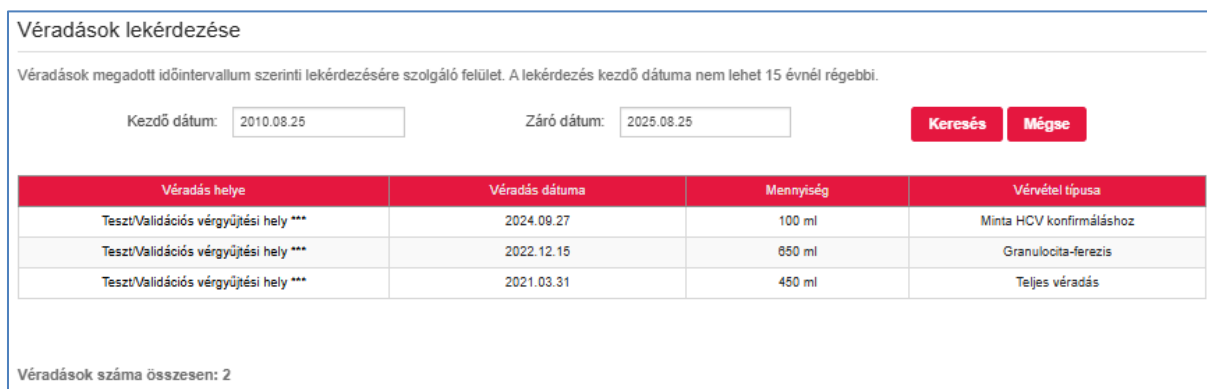 Véradások lekérdezése
Véradások megadott időintervallum szerinti lekérdezésére szolgáló felület. A lekérdezés kezdő dátuma nem lehet 15 évnél régebbi.
Kezdő dátum: 2010.08.25 Záró dátum: 2025.08.25 Keresés Mégse
Véradás helye Véradás dátuma Mennyiség Vérvétel típusa
Teszt/Validációs vérgyűjtési hely *** 2024.09.27 100 ml Minta HCV konfirmáláshoz
Teszt/Validációs vérgyűjtési hely *** 2022.12.15 650 ml Granulocita-ferezis
Teszt/Validációs vérgyűjtési hely *** 2021.03.31 450 ml Teljes véradás
Véradások száma összesen: 2